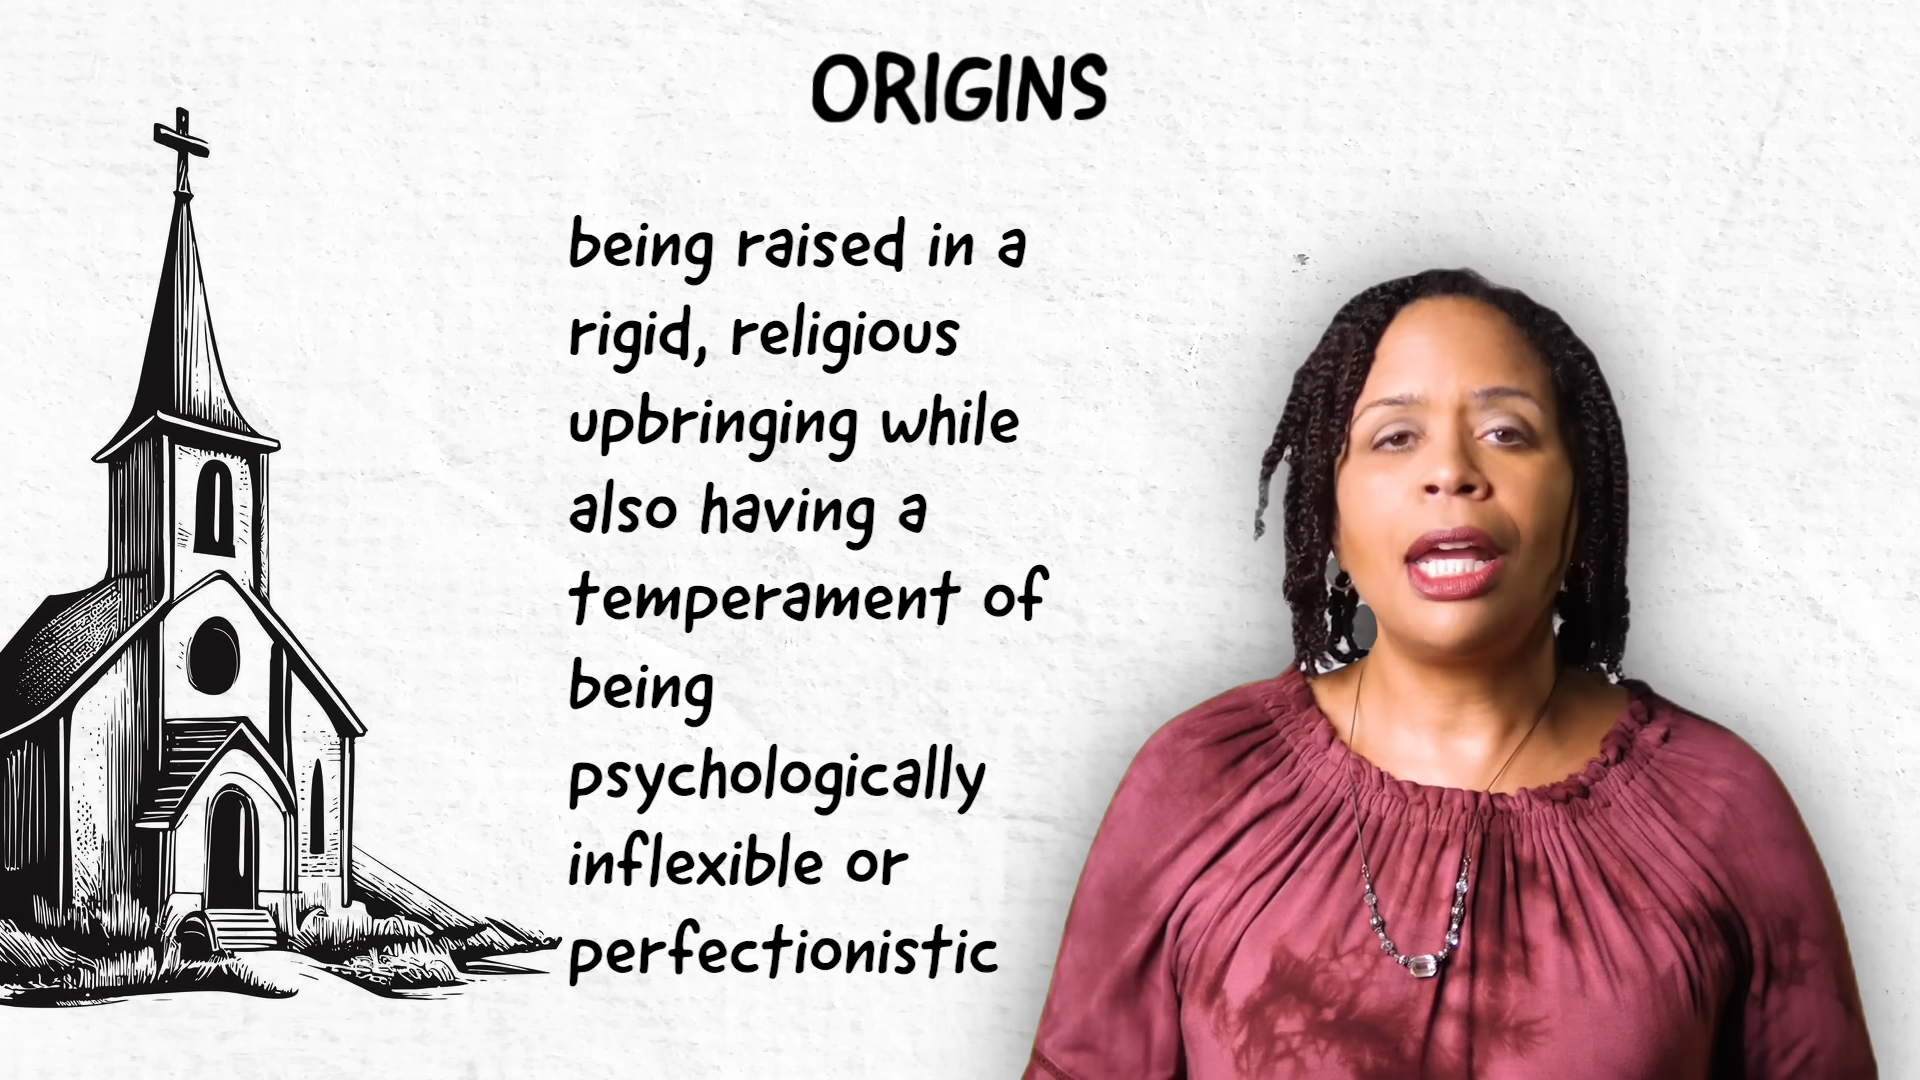 ORIGINS
being raised in a
rigid, religious
upbringing while
also having a
temperament of
being
psychologically
inflexible or
perfectionistic